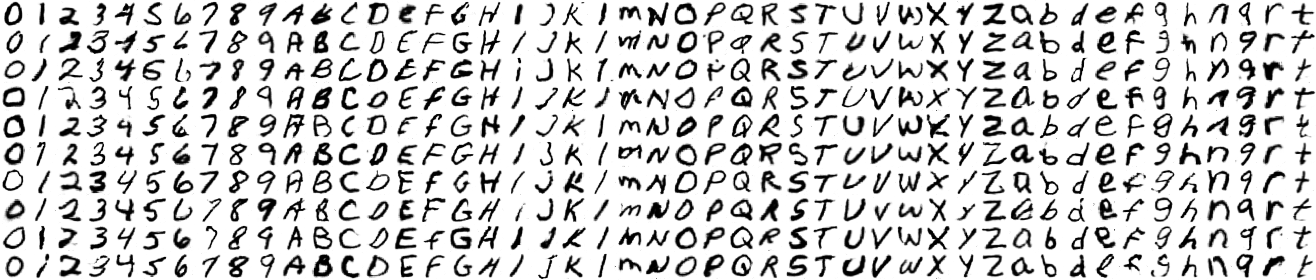 0 1 2 3 4 5 6 7 8 9 A B C D e F G H I J K l m N O P Q R S T U V W X Y Z a b d e f g h n q r t
0 1 2 3 4 5 6 7 8 9 A B C D E F G H I J K l m N O P Q R S T U V W X Y Z a b d e f g h n q r t
0 1 2 3 4 5 6 7 8 9 A B C D E F G H i J K l m N O P Q R S T U V W X Y Z a b d e f g h n q r t
0 1 2 3 4 5 6 7 8 9 A B C D E F G H I J K l M N O P Q R S T U V W X Y Z a b d e f g h n q r t
0 1 2 3 4 5 6 7 8 9 A B C D E f G H I J K l M N O P Q R S T U V W X Y Z a b d e f g h n q r t
0 1 2 3 4 5 6 7 8 9 A B C D E F G H I J K l m N O P Q R S T U V W X Y Z a b d e f g h n q r t
0 1 2 3 4 5 6 7 8 9 A B C D E F G H I J K l m N O P Q R S T U V W X Y Z a b d e f g h n q r t
0 1 2 3 4 5 6 7 8 9 A B C D E F G H i J K l m N O P Q R S T U V W X Y Z a b d e f g h n q r t
0 1 2 3 4 5 6 7 8 9 A B C D E f G H I J K l M N O P Q R S T U V W X Y Z a b d e f g h n q r t
0 1 2 3 4 5 6 7 8 9 A B C D E F G H I J K l M N O P Q R S T U V W X Y Z a b d e f g h n q r t